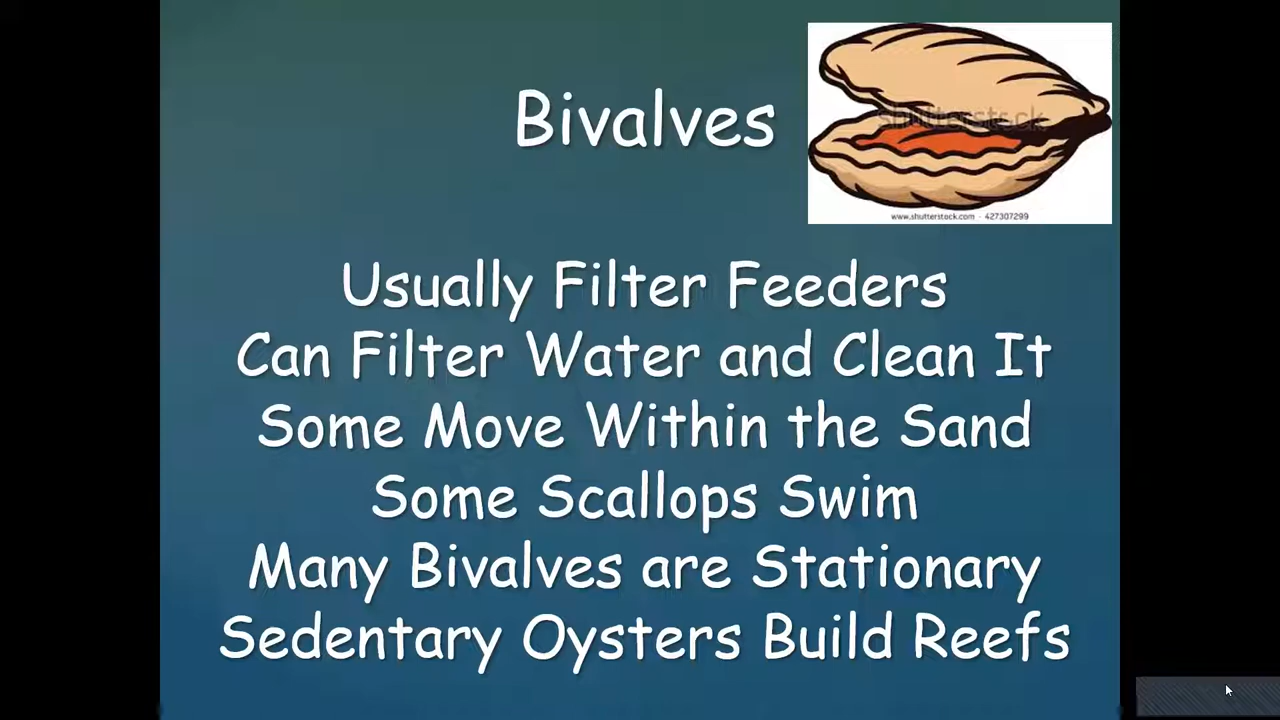 Bivalves
shutterstock
www.shutterstock.com · 427307299
Usually Filter Feeders
Can Filter Water and Clean It
Some Move Within the Sand
Some Scallops Swim
Many Bivalves are Stationary
Sedentary Oysters Build Reefs